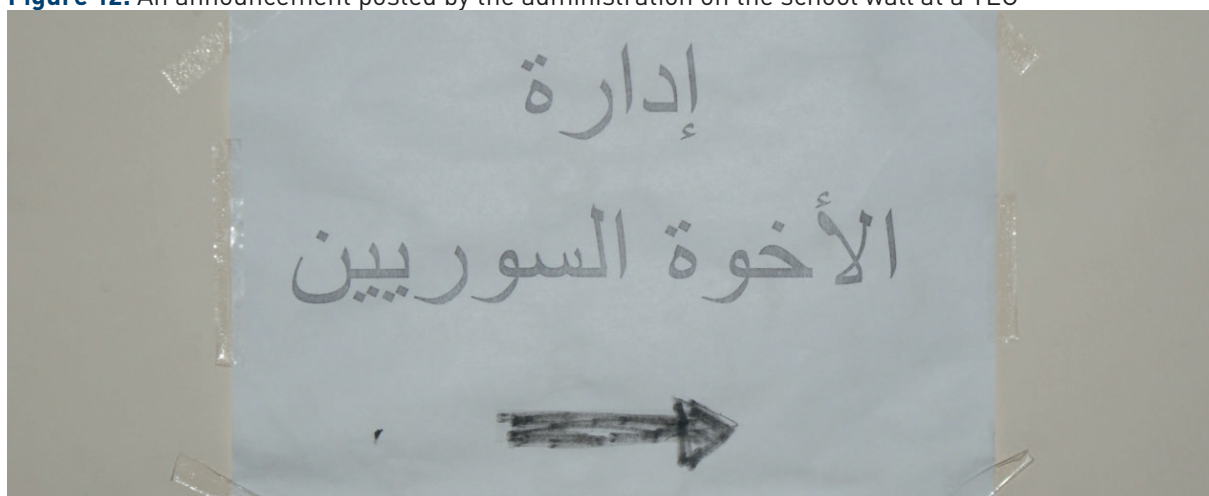 Figure 12. An announcement posted by the administration on the school wall at a TEC
إدارة
الأخوة السوريين